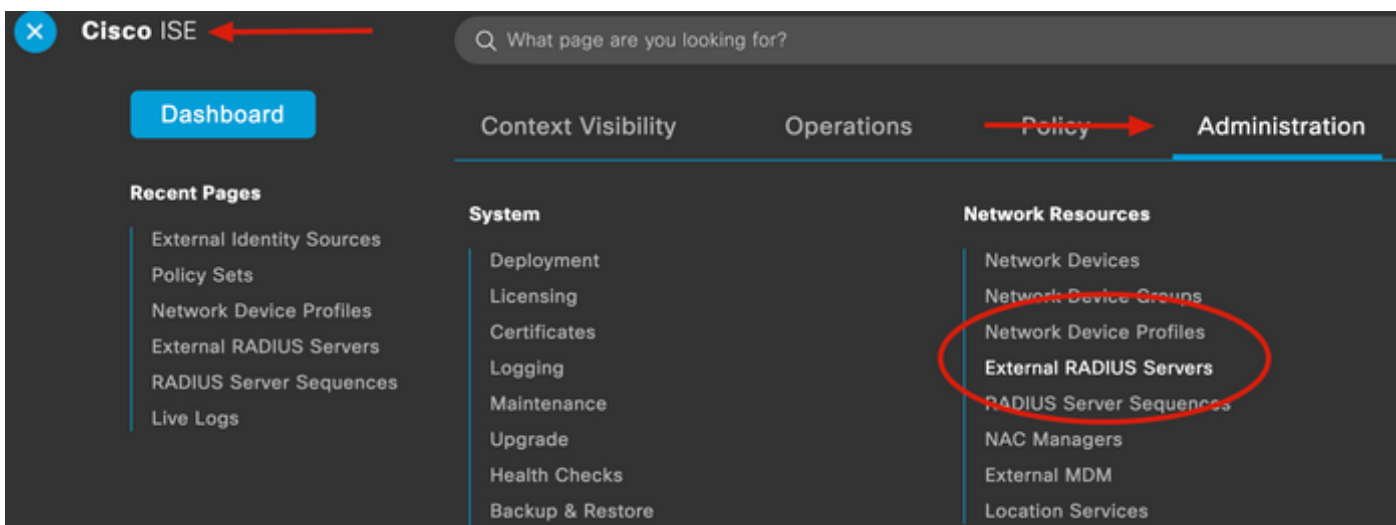 Cisco ISE
What page are you looking for?
Dashboard
Context Visibility
Operations
Policy
Administration
Recent Pages
External Identity Sources
Policy Sets
Network Device Profiles
External RADIUS Servers
RADIUS Server Sequences
Live Logs
System
Deployment
Licensing
Certificates
Logging
Maintenance
Upgrade
Health Checks
Backup & Restore
Network Resources
Network Devices
Network Device Groups
Network Device Profiles
External RADIUS Servers
RADIUS Server Sequences
NAC Managers
External MDM
Location Services